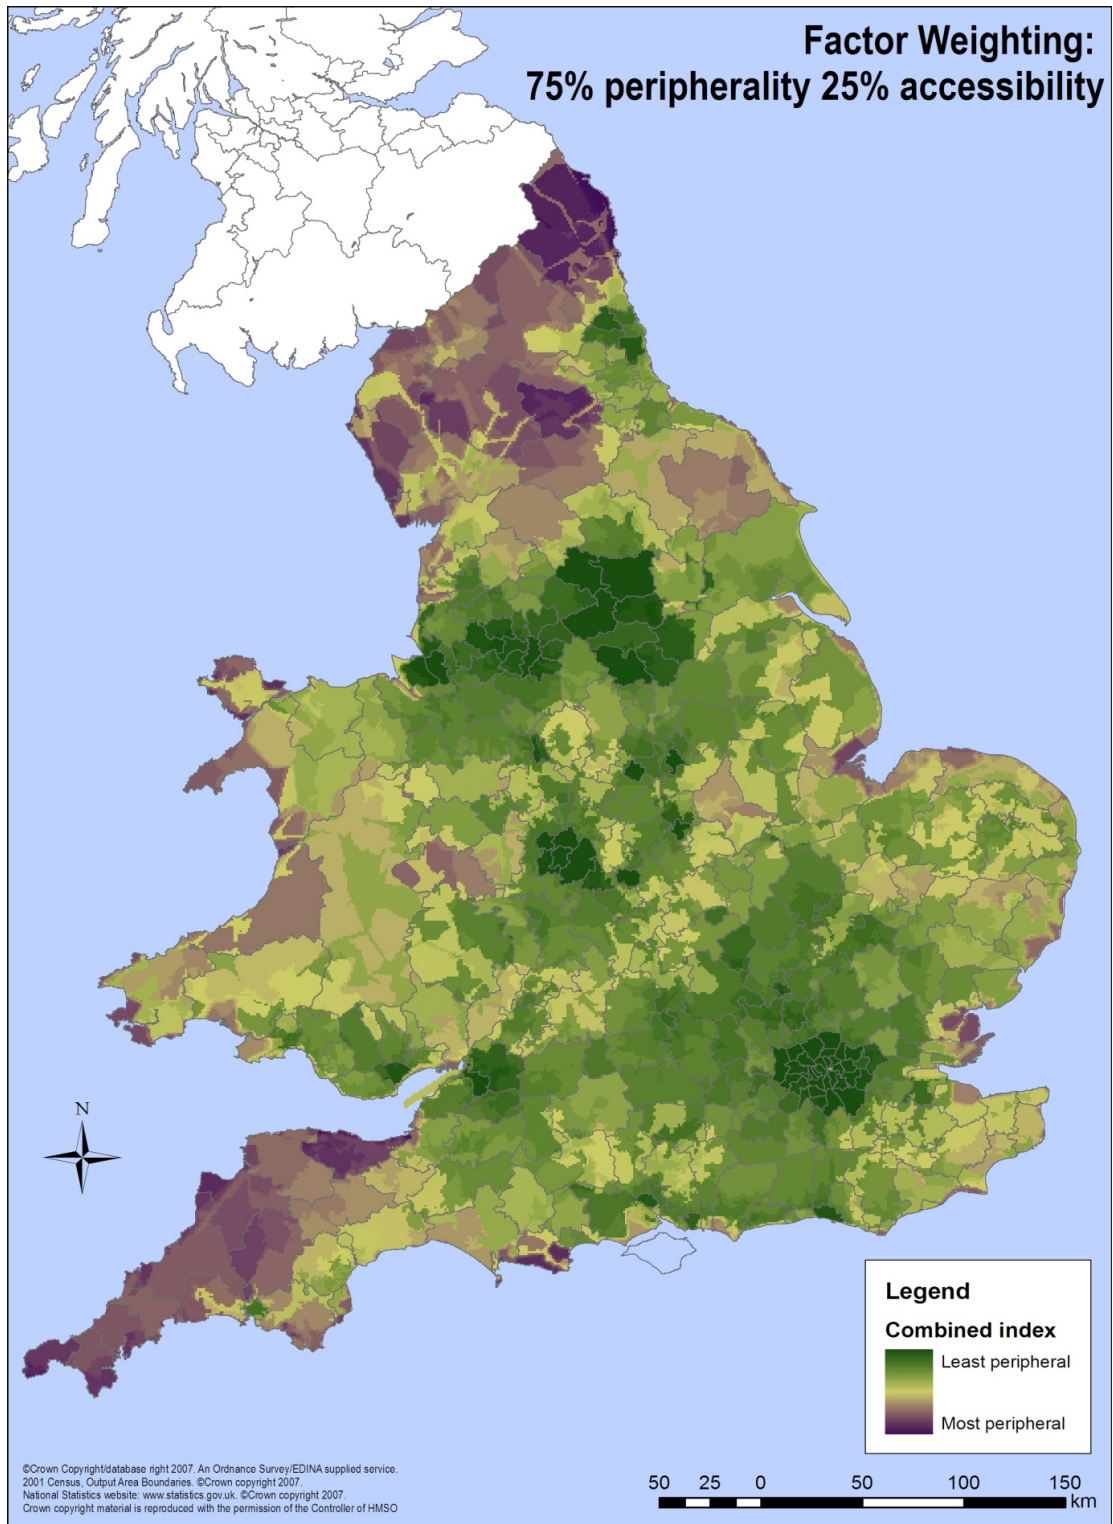 Factor Weighting:
75% peripherality 25% accessibility
N
Legend
Combined index
Least peripheral
Most peripheral
©Crown Copyright/database right 2007. An Ordnance Survey/EDINA supplied service.
2001 Census, Output Area Boundaries. ©Crown copyright 2007.
National Statistics website: www.statistics.gov.uk. ©Crown copyright 2007.
Crown copyright material is reproduced with the permission of the Controller of HMSO
50 25 0 50 100 150
km